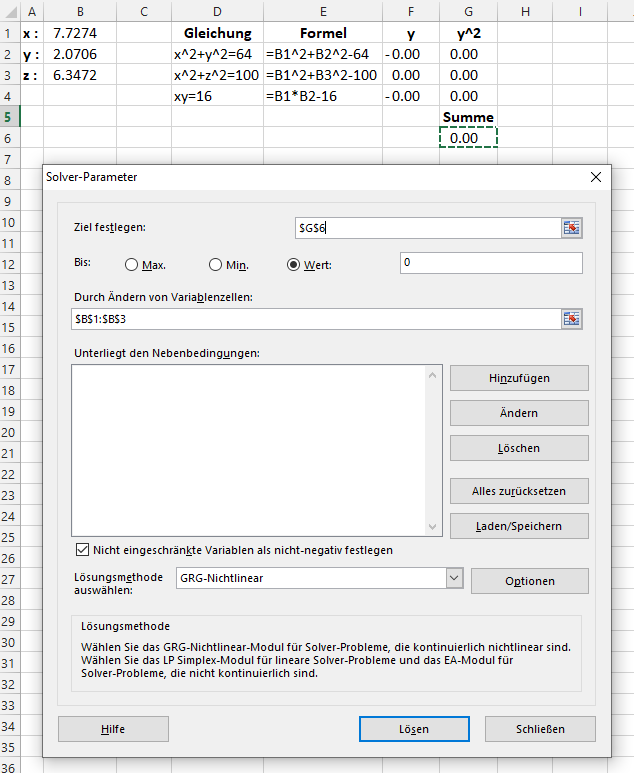 A B C D E F G H I
1 x : 7.7274 Gleichung Formel y y^2
2 y : 2.0706 x^2+y^2=64 =B1^2+B2^2-64 -0.00 0.00
3 z : 6.3472 x^2+z^2=100 =B1^2+B3^2-100 0.00 0.00
4 xy=16 =B1*B2-16 -0.00 0.00
5 Summe
6 0.00
7
8
Solver-Parameter
9
10
Ziel festlegen: $G$6
11
12
Bis: Max. Min. Wert: 0
13
14
Durch Ändern von Variablenzellen:
15
$B$1:$B$3
16
Unterliegt den Nebenbedingungen:
17
Hinzufügen
18
19
Ändern
20
21
Löschen
22
23
Alles zurücksetzen
24
25
Laden/Speichern
26
Nicht eingeschränkte Variablen als nicht-negativ festlegen
27
Lösungsmethode
auswählen:
GRG-Nichtlinear
Optionen
28
29
Lösungsmethode
30
Wählen Sie das GRG-Nichtlinear-Modul für Solver-Probleme, die kontinuierlich nichtlinear sind.
31
Wählen Sie das LP Simplex-Modul für lineare Solver-Probleme und das EA-Modul für
Solver-Probleme, die nicht kontinuierlich sind.
32
33
34
Hilfe Lösen Schließen
35
36